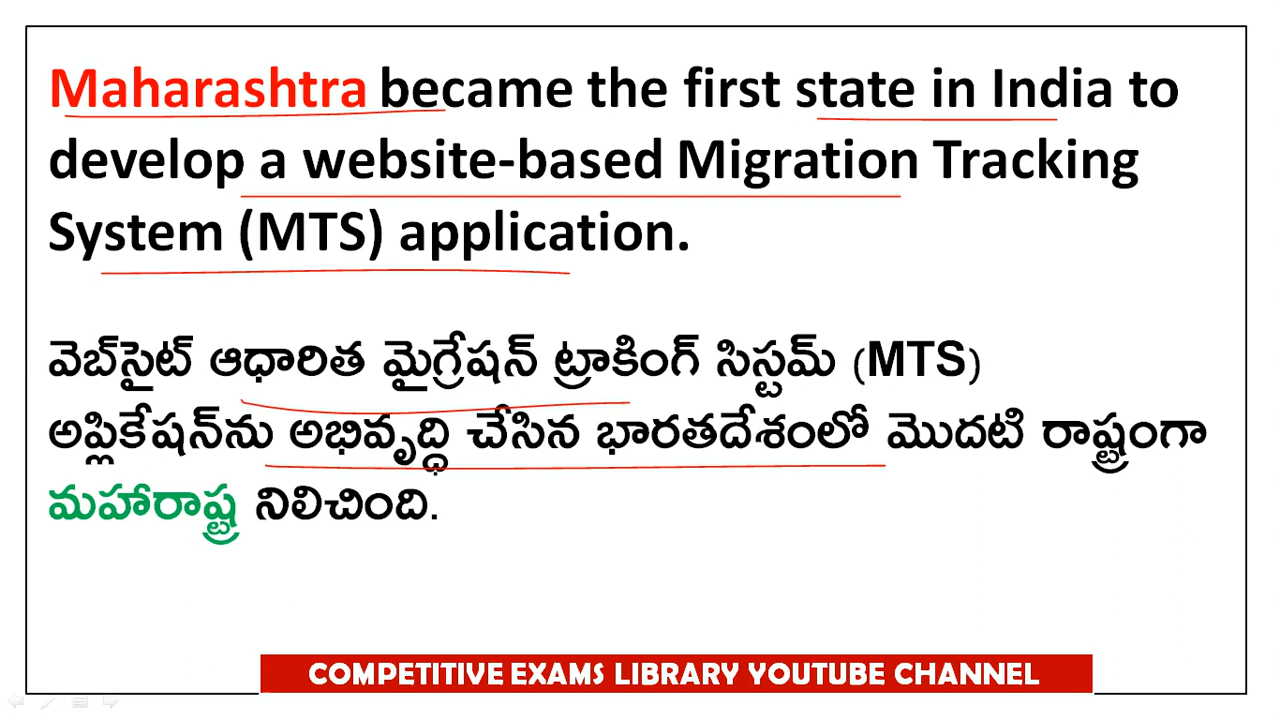 Maharashtra became the first state in India to
develop a website-based Migration Tracking
System (MTS) application.
వెబ్‌సైట్ ఆధారిత మైగ్రేషన్ ట్రాకింగ్ సిస్టమ్ (MTS)
అప్లికేషన్‌ను అభివృద్ధి చేసిన భారతదేశంలో మొదటి రాష్ట్రంగా
మహారాష్ట్ర నిలిచింది.
COMPETITIVE EXAMS LIBRARY YOUTUBE CHANNEL